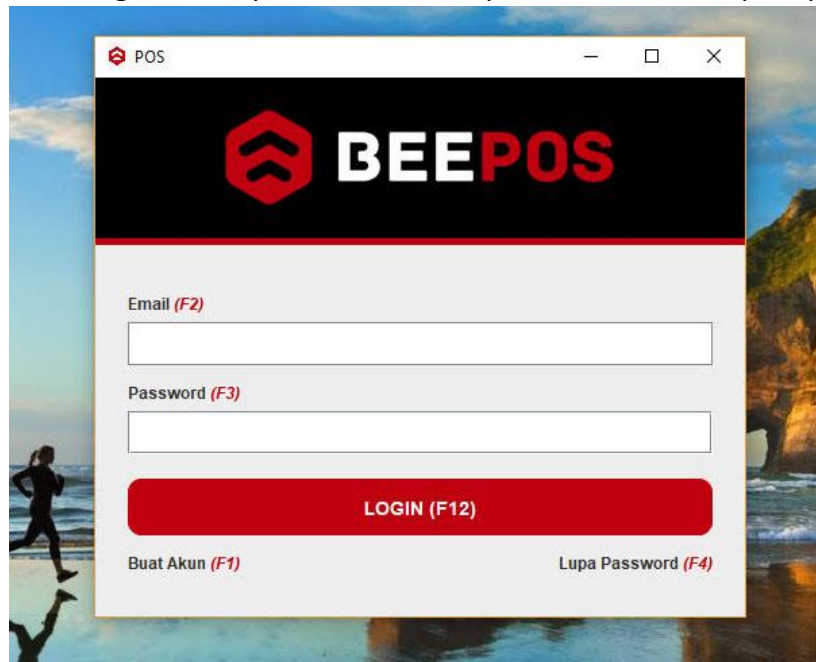 POS
BEEPOS
Email (F2)
Password (F3)
LOGIN (F12)
Buat Akun (F1)
Lupa Password (F4)